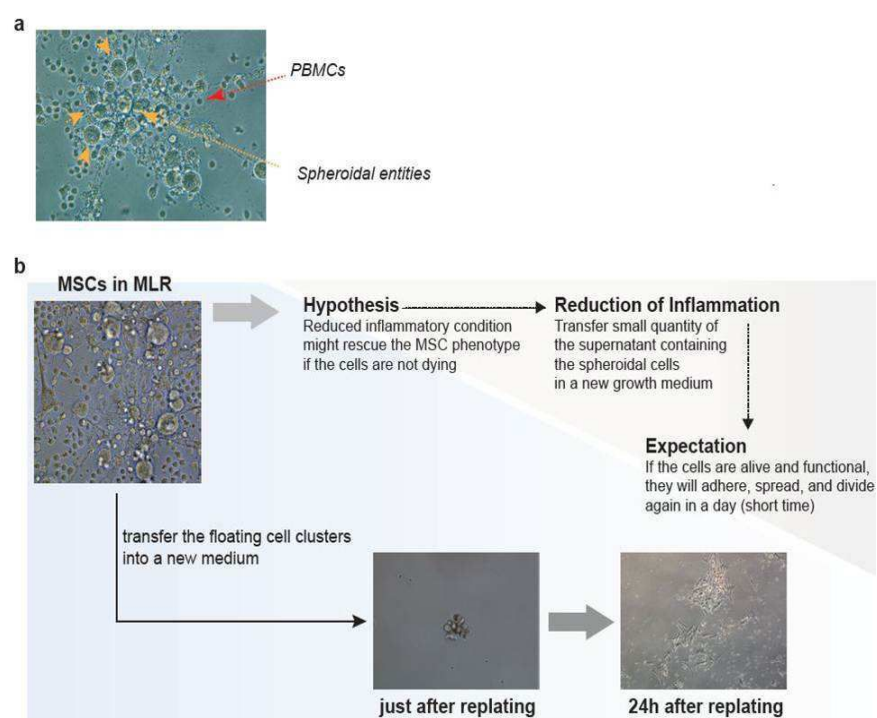 a
PBMCs
Spheroidal entities
b
MSCs in MLR
Hypothesis
Reduced inflammatory condition
might rescue the MSC phenotype
if the cells are not dying
Reduction of Inflammation
Transfer small quantity of
the supernatant containing
the spheroidal cells
in a new growth medium
Expectation
If the cells are alive and functional,
they will adhere, spread, and divide
again in a day (short time)
transfer the floating cell clusters
into a new medium
just after replating
24h after replating